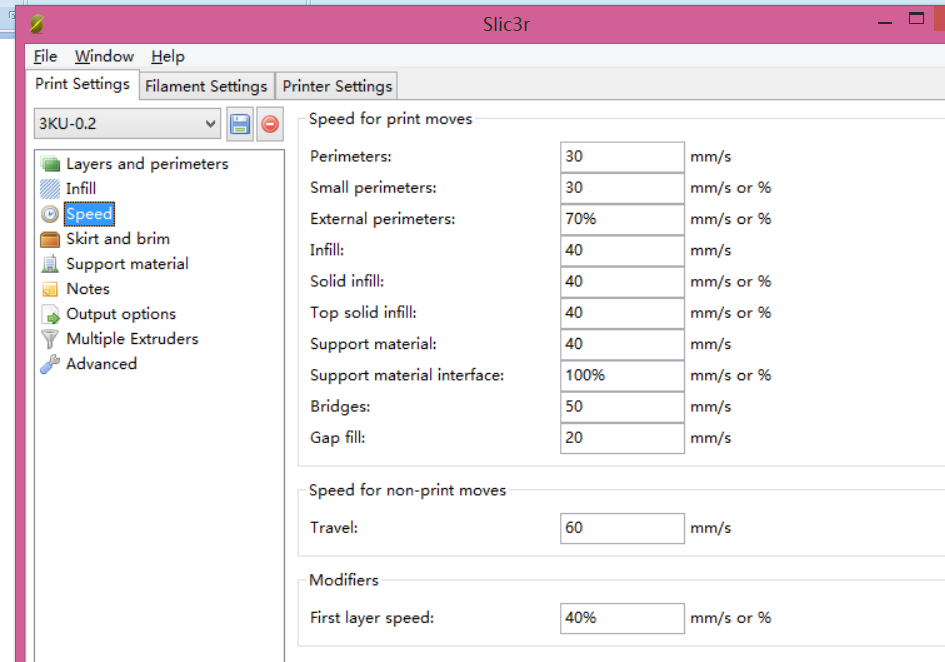 Slic3r
File Window Help
Print Settings Filament Settings Printer Settings
3KU-0.2
Layers and perimeters
Infill
Speed
Skirt and brim
Support material
Notes
Output options
Multiple Extruders
Advanced
Speed for print moves
Perimeters: 30 mm/s
Small perimeters: 30 mm/s or %
External perimeters: 70% mm/s or %
Infill: 40 mm/s
Solid infill: 40 mm/s or %
Top solid infill: 40 mm/s or %
Support material: 40 mm/s
Support material interface: 100% mm/s or %
Bridges: 50 mm/s
Gap fill: 20 mm/s
Speed for non-print moves
Travel: 60 mm/s
Modifiers
First layer speed: 40% mm/s or %